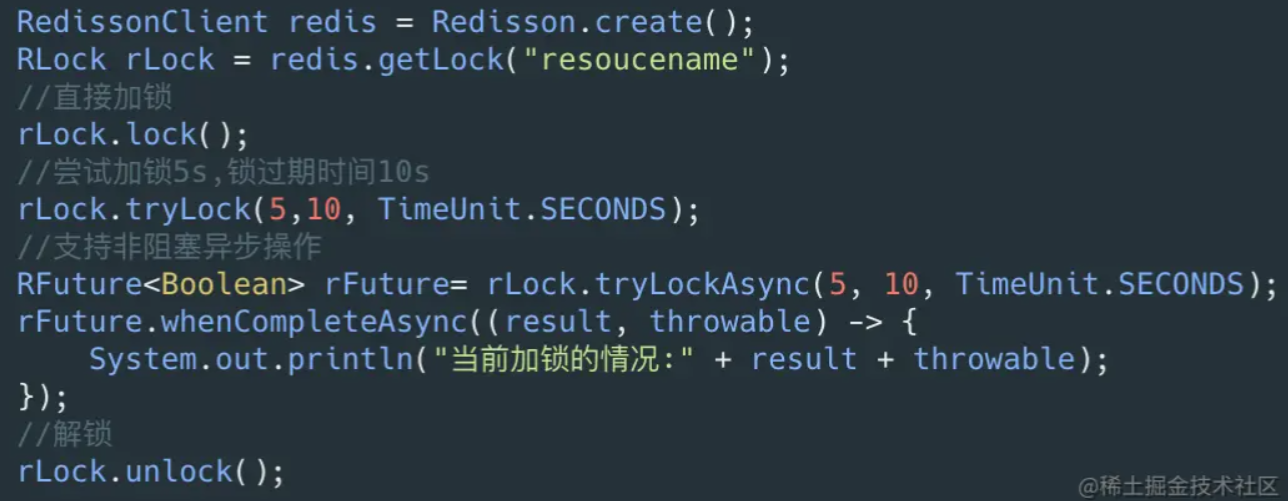 RedissonClient redis = Redisson.create();
RLock rLock = redis.getLock("resoucename");
//直接加锁
rLock.lock();
//尝试加锁5s,锁过期时间10s
rLock.tryLock(5,10, TimeUnit.SECONDS);
//支持非阻塞异步操作
RFuture<Boolean> rFuture= rLock.tryLockAsync(5, 10, TimeUnit.SECONDS);
rFuture.whenCompleteAsync((result, throwable) -> {
    System.out.println("当前加锁的情况:" + result + throwable);
});
//解锁
rLock.unlock();
@稀土掘金技术社区